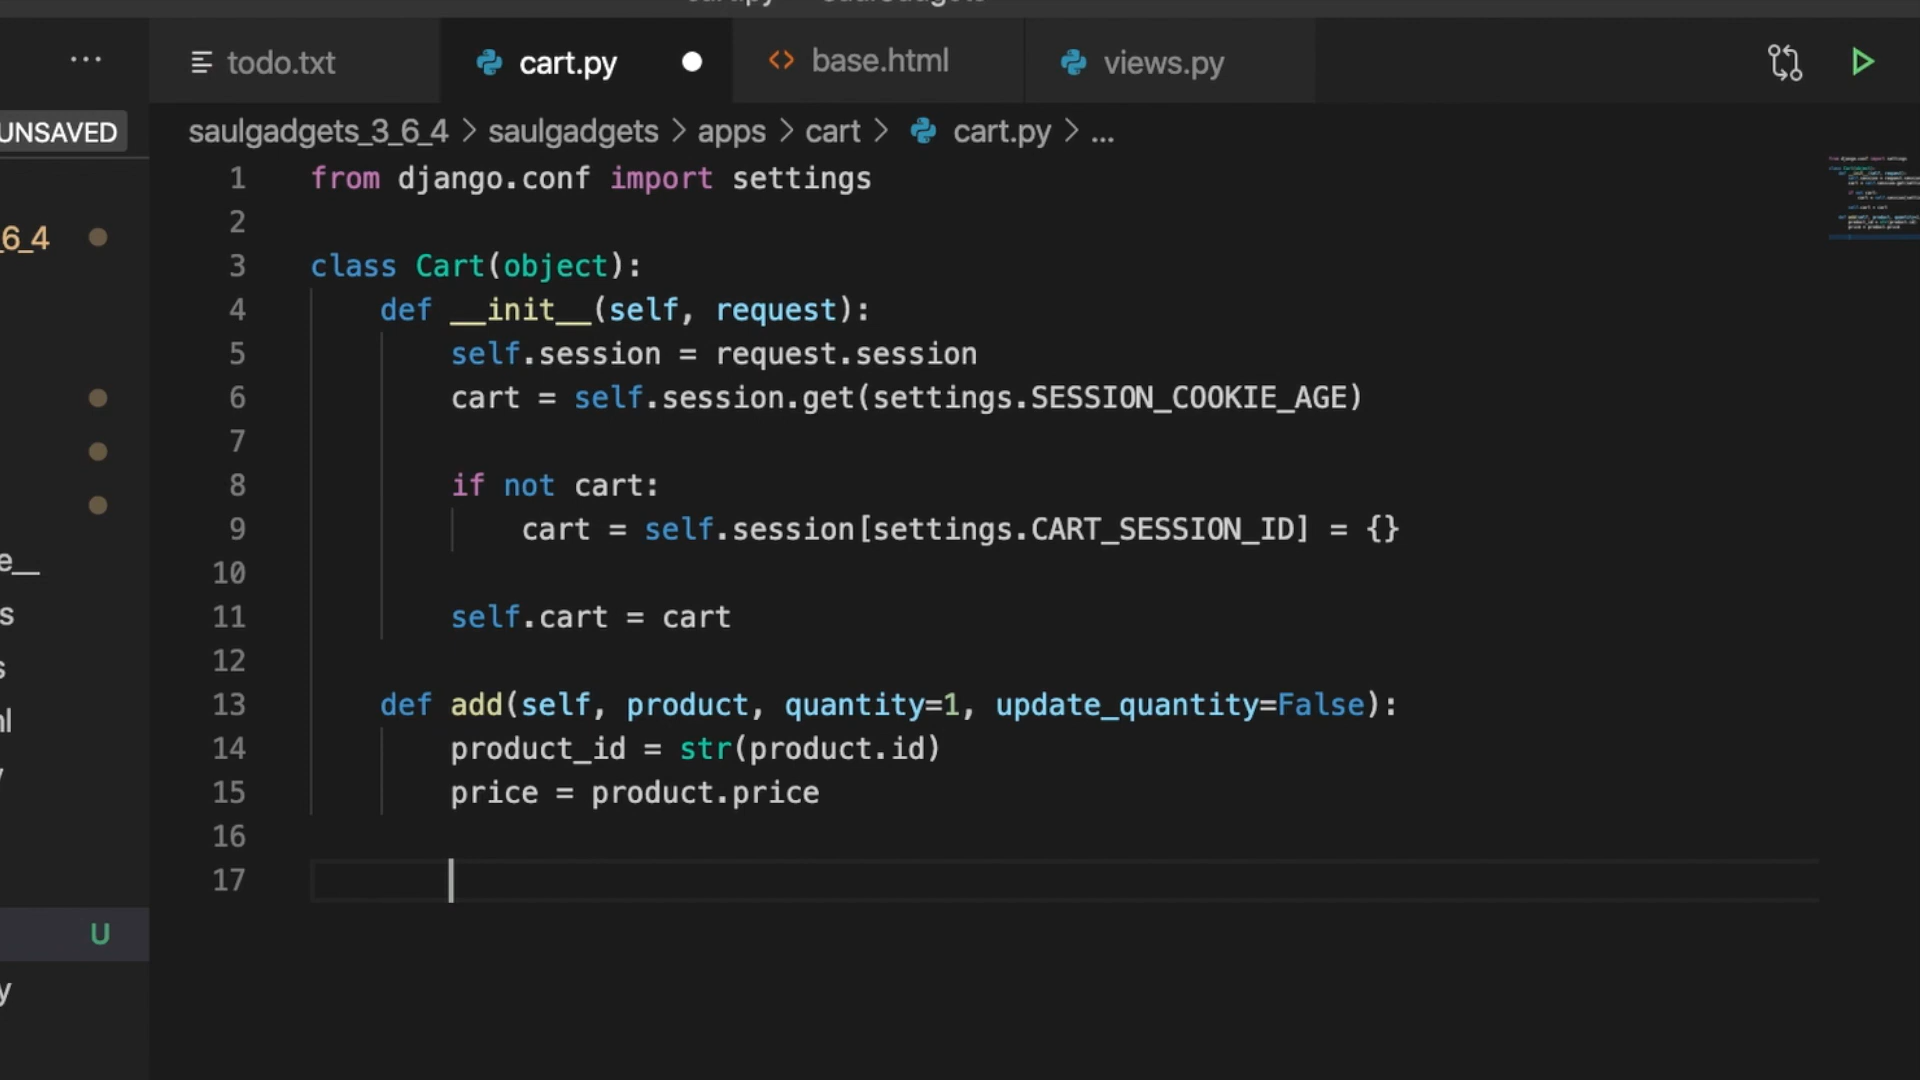 todo.txt cart.py base.html views.py
UNSAVED
saulgadgets_3_6_4 > saulgadgets > apps > cart > cart.py > ...
1 from django.conf import settings
2
_6_4
3 class Cart(object):
4 def __init__(self, request):
5 self.session = request.session
6 cart = self.session.get(settings.SESSION_COOKIE_AGE)
7
8 if not cart:
9 cart = self.session[settings.CART_SESSION_ID] = {}
e__
10
11 self.cart = cart
s
12
s
13 def add(self, product, quantity=1, update_quantity=False):
14 product_id = str(product.id)
15 price = product.price
16
17
U
y